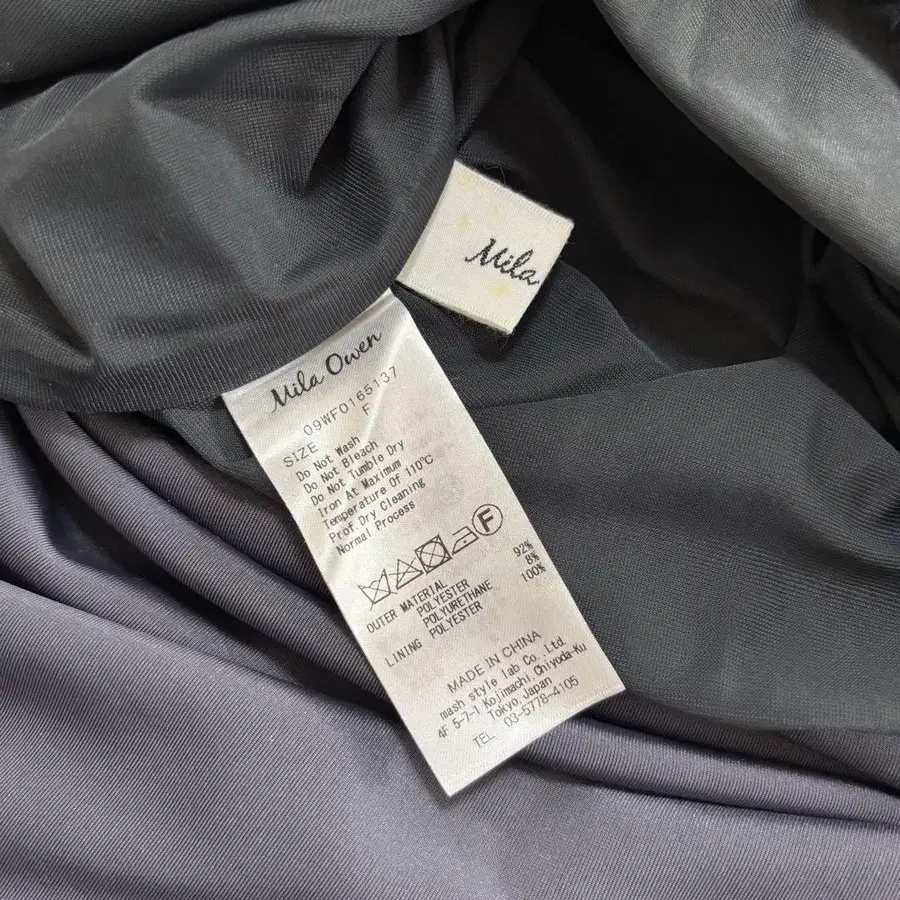 Mila
Mila Owen
09WFO165137
SIZE F
Do Not Wash
Do Not Bleach
Do Not Tumble Dry
Iron At Maximum
Temperature Of 110℃
Prof.Dry Cleaning
Normal Process
F
OUTER MATERIAL
POLYESTER 92%
POLYURETHANE 8%
LINING POLYESTER 100%
MADE IN CHINA
mash style lab Co.,Ltd.
4F 5-7-1 Kojimachi,Chiyoda-Ku
Tokyo,Japan
TEL 03-5778-4105